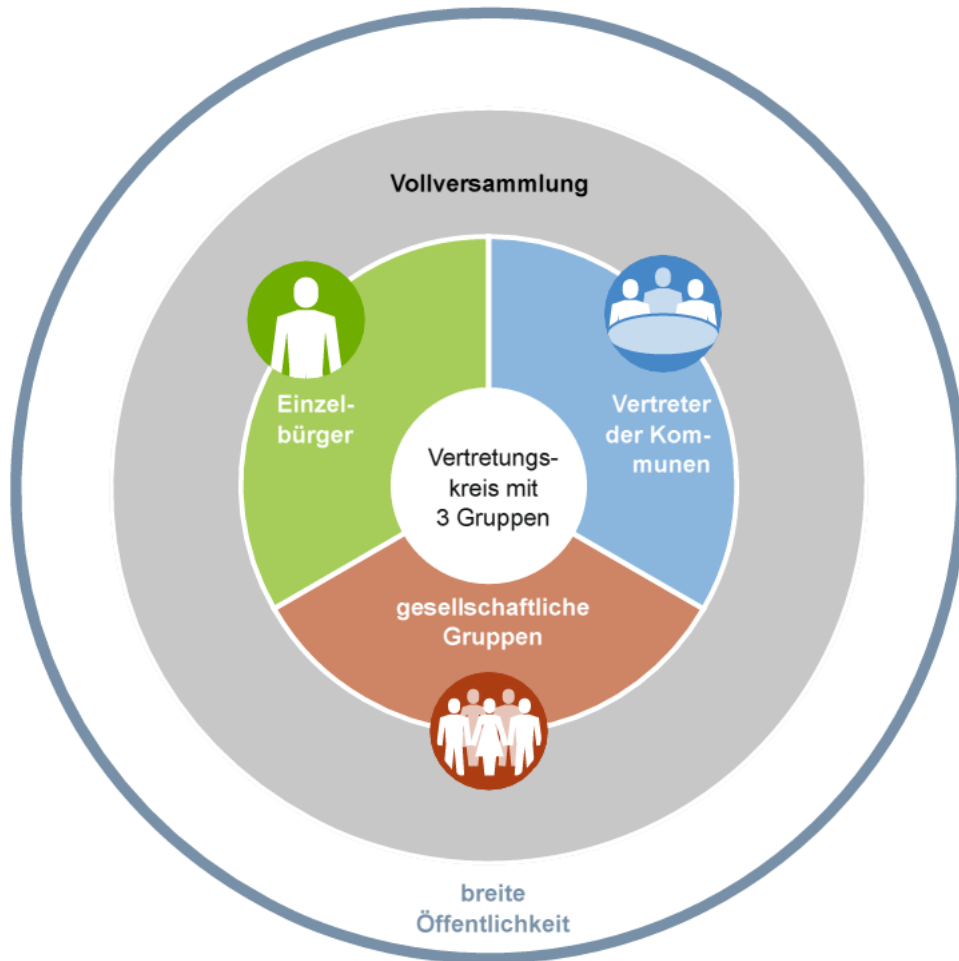 Vollversammlung
Einzel-
bürger
Vertreter
der Kom-
munen
Vertretungs-
kreis mit
3 Gruppen
gesellschaftliche
Gruppen
breite
Öffentlichkeit